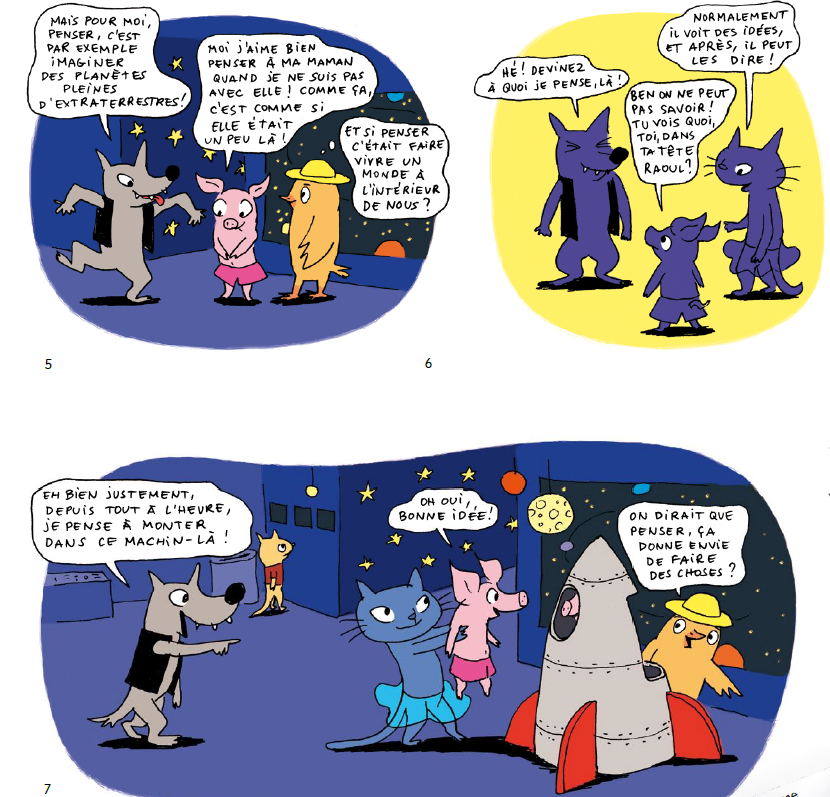 MAIS POUR MOI,
PENSER, C'EST
PAR EXEMPLE
IMAGINER
DES PLANÈTES
PLEINES
D'EXTRATERRESTRES!
MOI J'AIME BIEN
PENSER À MA MAMAN
QUAND JE NE SUIS PAS
AVEC ELLE! COMME ÇA,
C'EST COMME SI
ELLE ÉTAIT
UN PEU LÀ!
ET SI PENSER
C'ÉTAIT FAIRE
VIVRE UN
MONDE À
L'INTÉRIEUR
DE NOUS?
5
HÉ! DEVINEZ
À QUOI JE PENSE, LÀ!
BEN ON NE PEUT
PAS SAVOIR!
TU VOIS QUOI,
TOI, DANS
TA TÊTE
RAOUL?
NORMALEMENT
IL VOIT DES IDÉES,
ET APRÈS, IL PEUT
LES DIRE!
6
EH BIEN JUSTEMENT,
DEPUIS TOUT À L'HEURE,
JE PENSE À MONTER
DANS CE MACHIN-LÀ!
OH OUI,
BONNE IDÉE!
ON DIRAIT QUE
PENSER, ÇA
DONNE ENVIE
DE FAIRE
DES CHOSES?
7